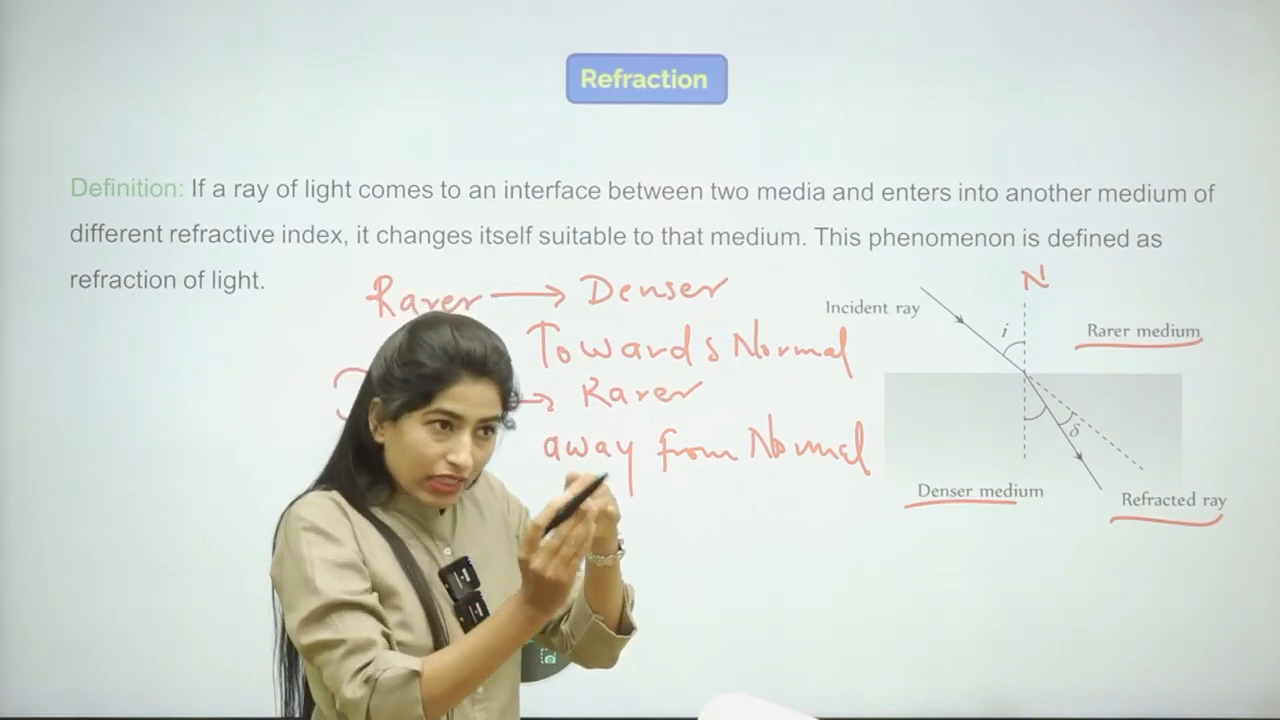 Refraction
Definition: If a ray of light comes to an interface between two media and enters into another medium of
different refractive index, it changes itself suitable to that medium. This phenomenon is defined as
refraction of light.
Rarer → Denser
Towards Normal
→ Rarer
away from Normal
N
Incident ray
i
Rarer medium
δ
Denser medium
Refracted ray